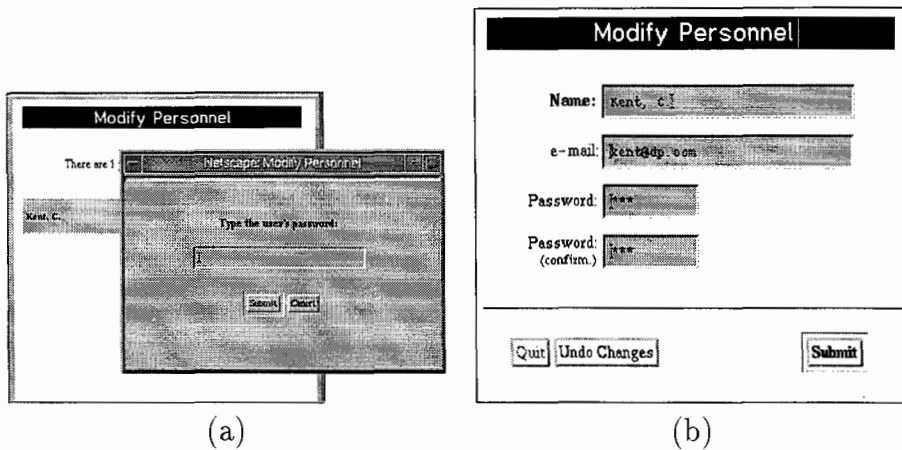 Modify Personnel
There are 1
Kent, C.
Netscape: Modify Personnel
Type the user's password:
Submit Cancel
(a)
Modify Personnel
Name: Kent, C.
e-mail: kent@dp.com
Password: ***
Password: ***
(confirm.)
Quit Undo Changes Submit
(b)